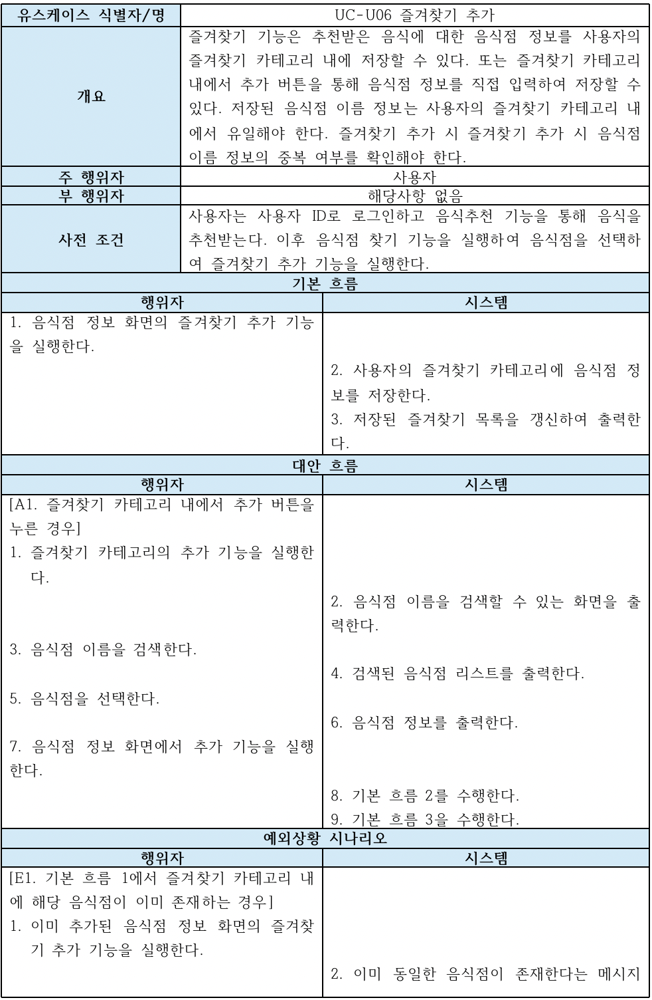 유스케이스 식별자/명
UC-U06 즐겨찾기 추가
개요
즐겨찾기 기능은 추천받은 음식에 대한 음식점 정보를 사용자의
즐겨찾기 카테고리 내에 저장할 수 있다. 또는 즐겨찾기 카테고리
내에서 추가 버튼을 통해 음식점 정보를 직접 입력하여 저장할 수
있다. 저장된 음식점 이름 정보는 사용자의 즐겨찾기 카테고리 내
에서 유일해야 한다. 즐겨찾기 추가 시 즐겨찾기 추가 시 음식점
이름 정보의 중복 여부를 확인해야 한다.
주 행위자
사용자
부 행위자
해당사항 없음
사전 조건
사용자는 사용자 ID로 로그인하고 음식추천 기능을 통해 음식을
추천받는다. 이후 음식점 찾기 기능을 실행하여 음식점을 선택하
여 즐겨찾기 추가 기능을 실행한다.
기본 흐름
행위자
시스템
1. 음식점 정보 화면의 즐겨찾기 추가 기능
을 실행한다.
2. 사용자의 즐겨찾기 카테고리에 음식점 정
보를 저장한다.
3. 저장된 즐겨찾기 목록을 갱신하여 출력한
다.
대안 흐름
행위자
시스템
[A1. 즐겨찾기 카테고리 내에서 추가 버튼을
누른 경우]
1. 즐겨찾기 카테고리의 추가 기능을 실행한
다.
2. 음식점 이름을 검색할 수 있는 화면을 출
력한다.
3. 음식점 이름을 검색한다.
4. 검색된 음식점 리스트를 출력한다.
5. 음식점을 선택한다.
6. 음식점 정보를 출력한다.
7. 음식점 정보 화면에서 추가 기능을 실행
한다.
8. 기본 흐름 2를 수행한다.
9. 기본 흐름 3을 수행한다.
예외상황 시나리오
행위자
시스템
[E1. 기본 흐름 1에서 즐겨찾기 카테고리 내
에 해당 음식점이 이미 존재하는 경우]
1. 이미 추가된 음식점 정보 화면의 즐겨찾
기 추가 기능을 실행한다.
2. 이미 동일한 음식점이 존재한다는 메시지